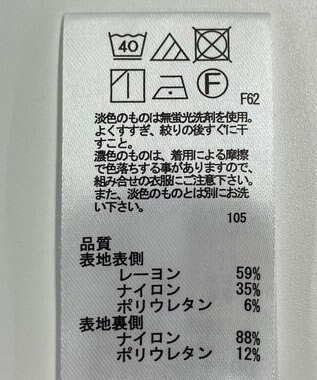 40
F
F62
淡色のものは無蛍光洗剤を使用。
よくすすぎ、絞りの後すぐに干
すこと。
濃色のものは、着用による摩擦
で色落ちする事がありますので、
組み合せの衣服にご注意下さい。
また、淡色のものとは別にお洗
い下さい。
105
品質
表地表側
レーヨン 59%
ナイロン 35%
ポリウレタン 6%
表地裏側
ナイロン 88%
ポリウレタン 12%